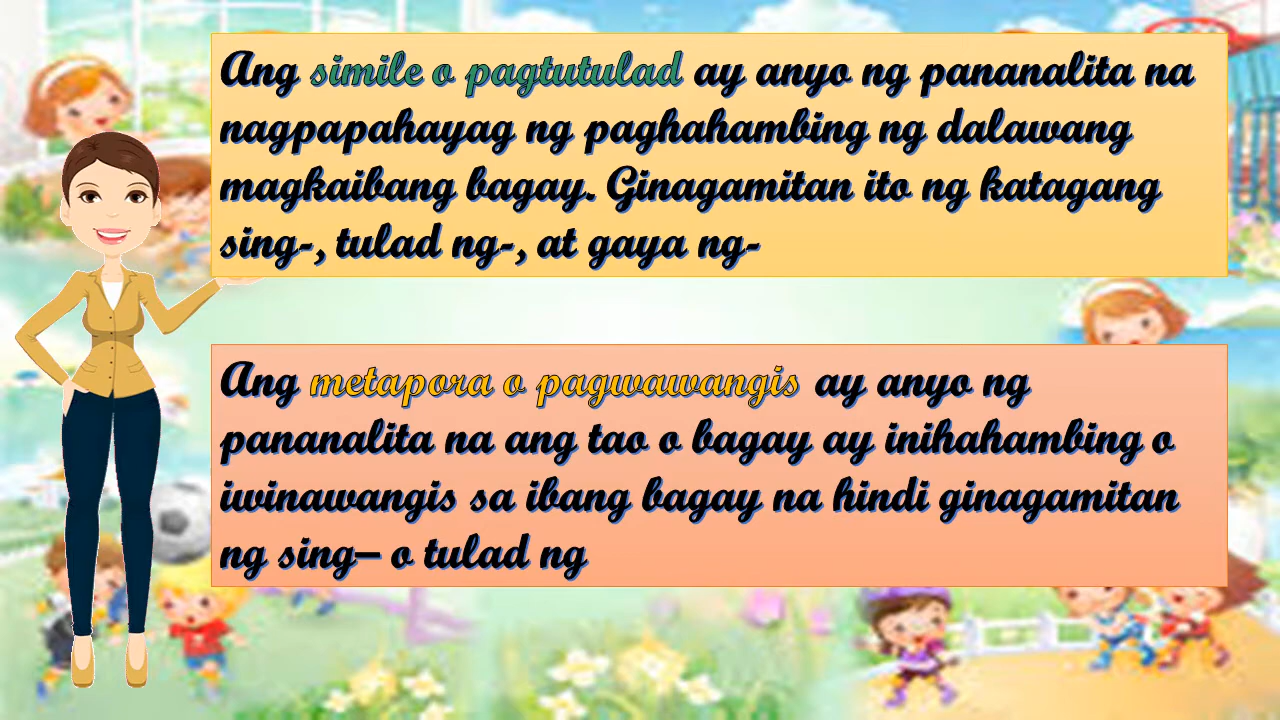 Ang simile o pagtutulad ay anyo ng pananalita na
nagpapahayag ng paghahambing ng dalawang
magkaibang bagay. Ginagamitan ito ng katagang
sing-, tulad ng-, at gaya ng-
Ang metapora o pagwawangis ay anyo ng
pananalita na ang tao o bagay ay inihahambing o
iwinawangis sa ibang bagay na hindi ginagamitan
ng sing– o tulad ng